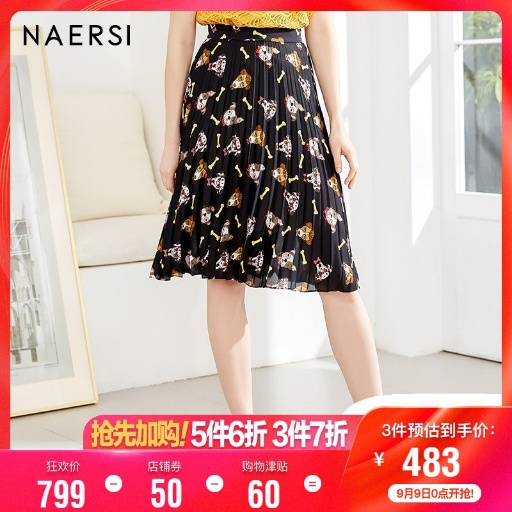 NAERSI
抢先加购! 5件6折 3件7折
3件预估到手价:
¥ 483
9月9日0点开抢!
狂欢价 店铺券 购物津贴
799 - 50 - 60 =